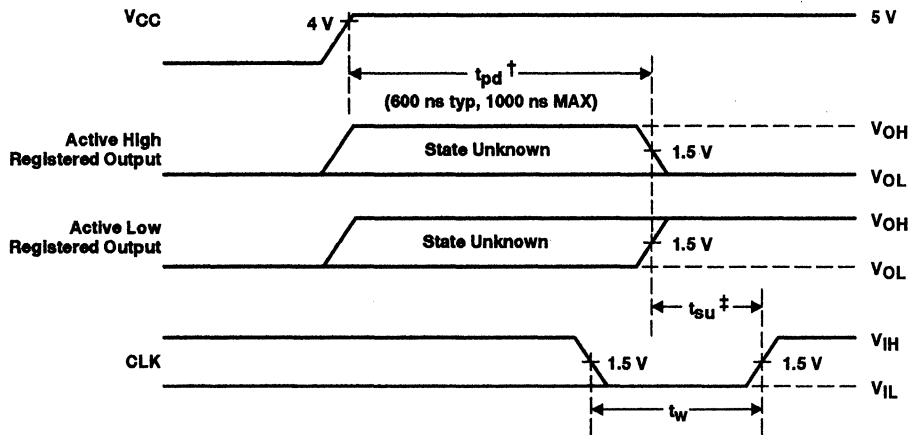 VCC
4 V
5 V
tpd †
(600 ns typ, 1000 ns MAX)
Active High
Registered Output
State Unknown
1.5 V
VOH
VOL
Active Low
Registered Output
State Unknown
1.5 V
VOH
VOL
tsu ‡
CLK
1.5 V
1.5 V
VIH
VIL
tw